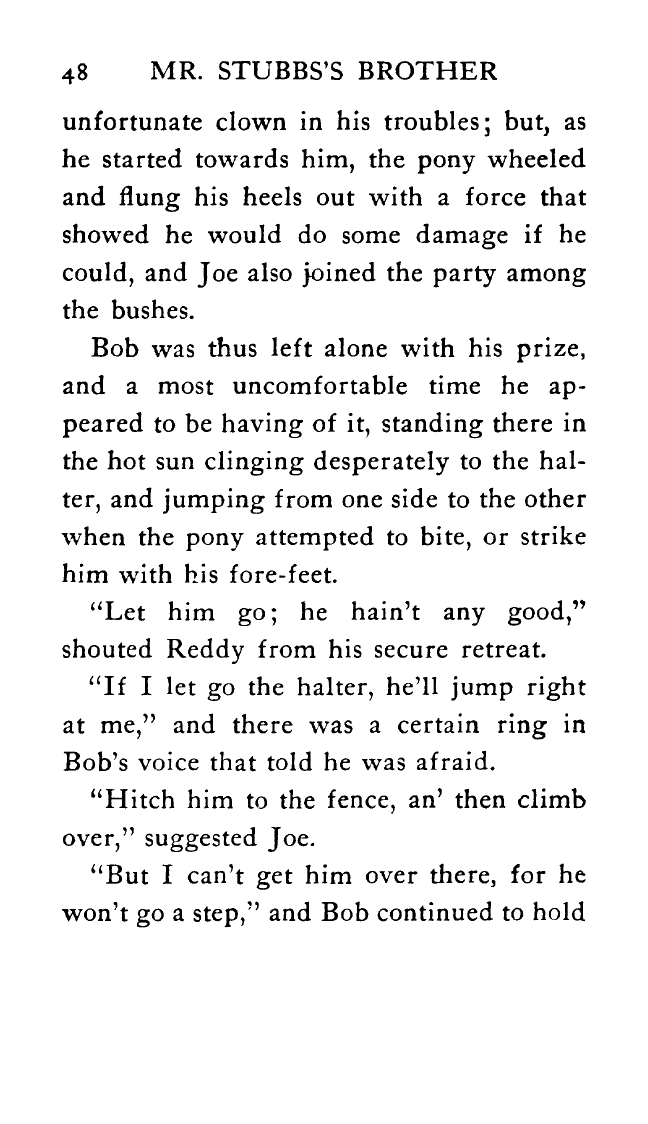 48 MR. STUBBS'S BROTHER
unfortunate clown in his troubles; but, as
he started towards him, the pony wheeled
and flung his heels out with a force that
showed he would do some damage if he
could, and Joe also joined the party among
the bushes.
Bob was thus left alone with his prize,
and a most uncomfortable time he ap-
peared to be having of it, standing there in
the hot sun clinging desperately to the hal-
ter, and jumping from one side to the other
when the pony attempted to bite, or strike
him with his fore-feet.
“Let him go; he hain't any good,”
shouted Reddy from his secure retreat.
“If I let go the halter, he'll jump right
at me,” and there was a certain ring in
Bob's voice that told he was afraid.
“Hitch him to the fence, an' then climb
over,” suggested Joe.
“But I can't get him over there, for he
won't go a step,” and Bob continued to hold